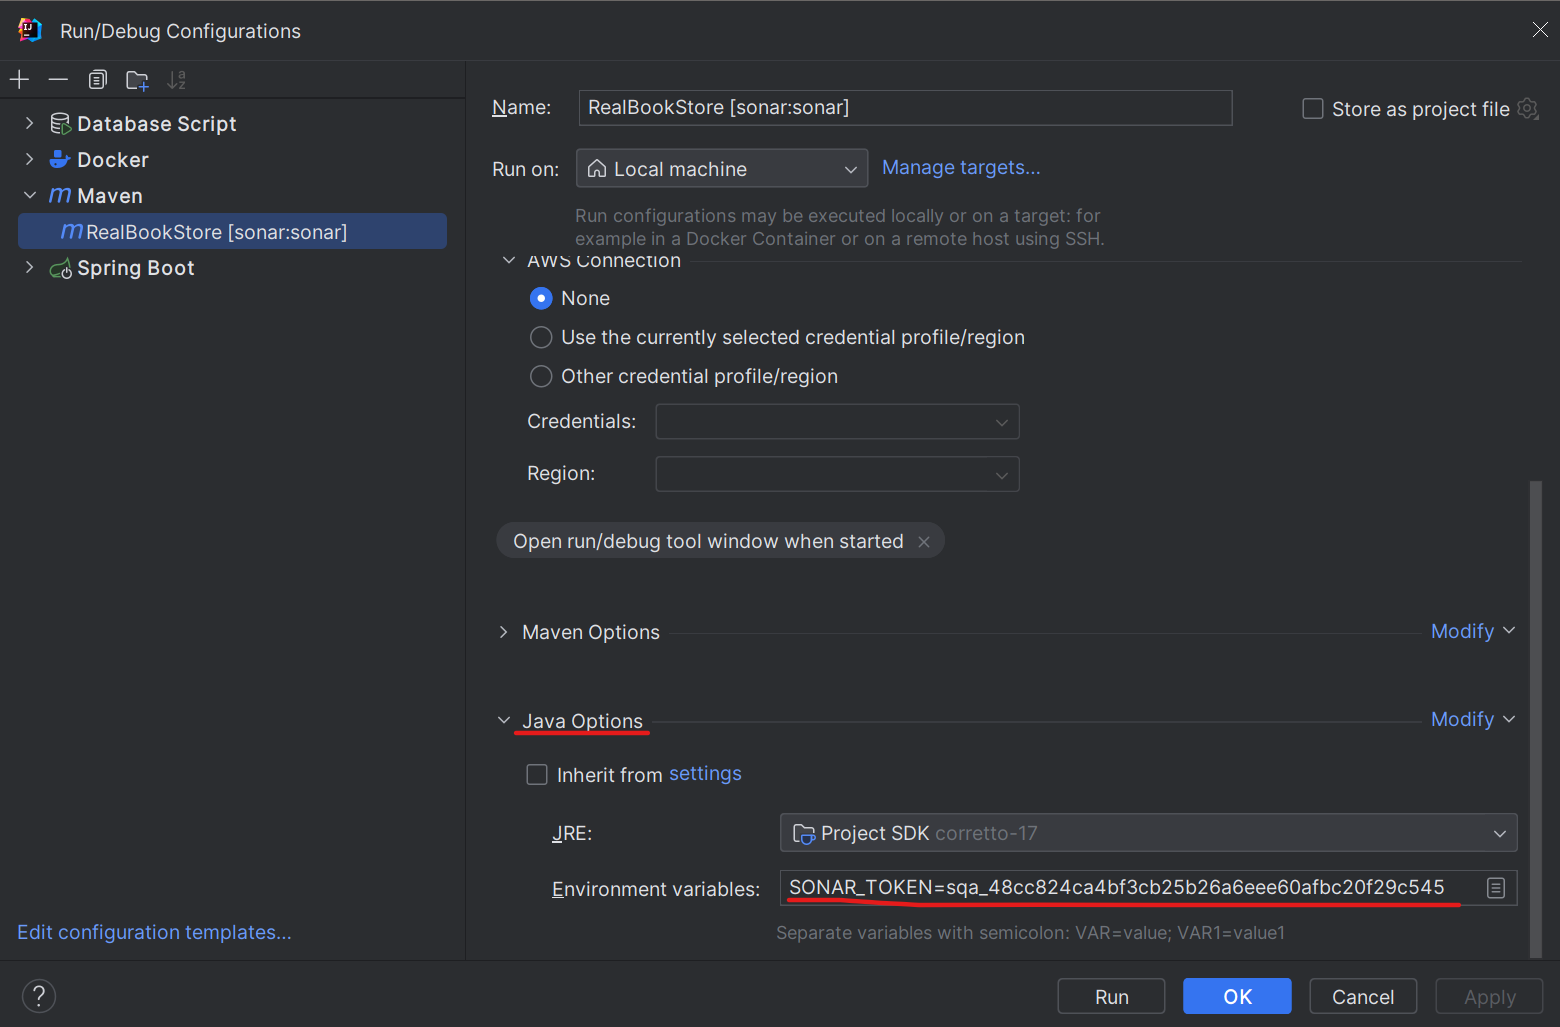 Run/Debug Configurations
Database Script
Docker
Maven
RealBookStore [sonar:sonar]
Spring Boot
Edit configuration templates...
Name: RealBookStore [sonar:sonar] Store as project file
Run on: Local machine Manage targets...
Run configurations may be executed locally or on a target: for
example in a Docker Container or on a remote host using SSH.
AWS Connection
None
Use the currently selected credential profile/region
Other credential profile/region
Credentials:
Region:
Open run/debug tool window when started
Maven Options Modify
Java Options Modify
Inherit from settings
JRE: Project SDK corretto-17
Environment variables: SONAR_TOKEN=sqa_48cc824ca4bf3cb25b26a6eee60afbc20f29c545
Separate variables with semicolon: VAR=value; VAR1=value1
? Run OK Cancel Apply